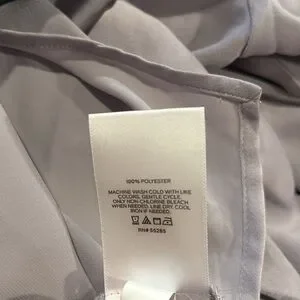 100% POLYESTER
MACHINE WASH COLD WITH LIKE
COLORS, GENTLE CYCLE.
ONLY NON-CHLORINE BLEACH
WHEN NEEDED. LINE DRY, COOL
IRON IF NEEDED.
RN# 55285